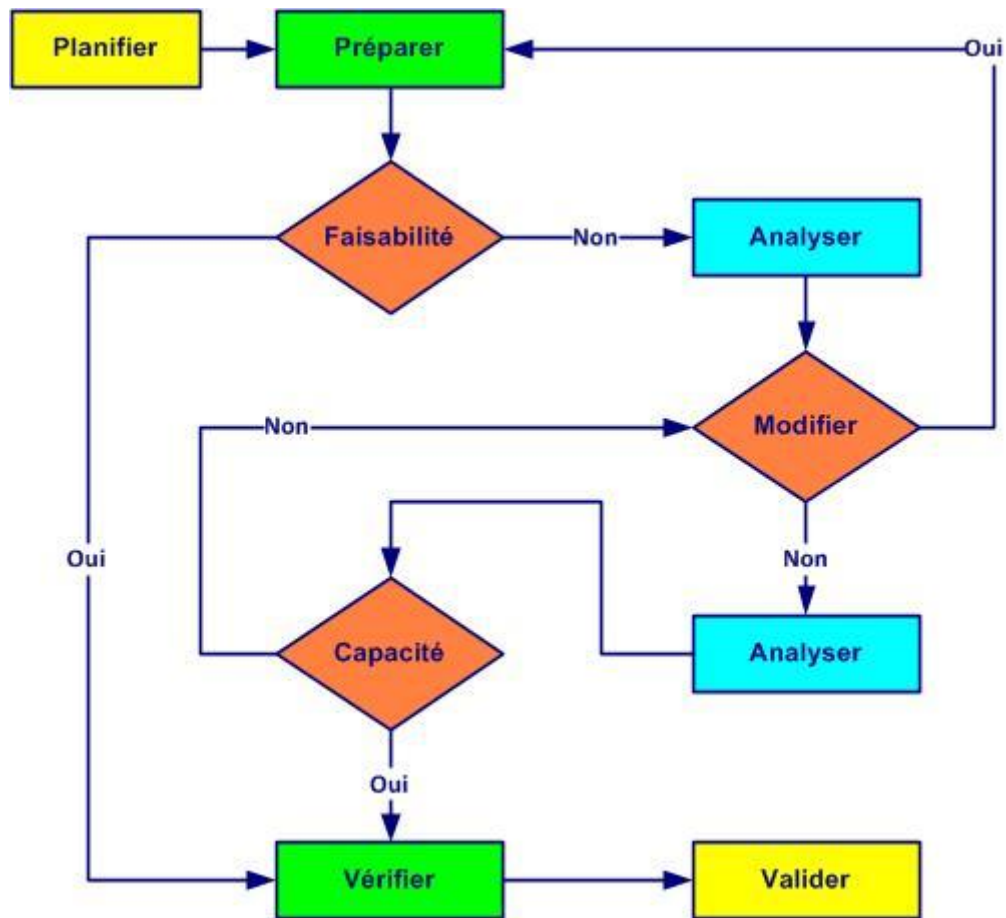 Planifier
Préparer
Oui
Faisabilité
Non
Analyser
Non
Modifier
Oui
Non
Capacité
Analyser
Oui
Vérifier
Valider